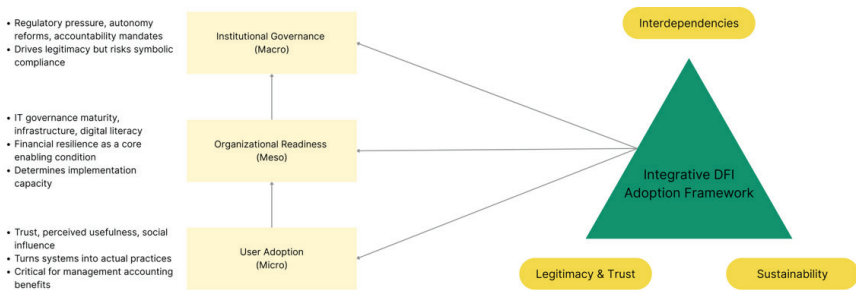 • Regulatory pressure, autonomy
reforms, accountability mandates
• Drives legitimacy but risks symbolic
compliance
Institutional Governance
(Macro)
Interdependencies
• IT governance maturity,
infrastructure, digital literacy
• Financial resilience as a core
enabling condition
• Determines implementation
capacity
Organizational Readiness
(Meso)
Integrative DFI
Adoption Framework
• Trust, perceived usefulness, social
influence
• Turns systems into actual practices
• Critical for management accounting
benefits
User Adoption
(Micro)
Legitimacy & Trust
Sustainability